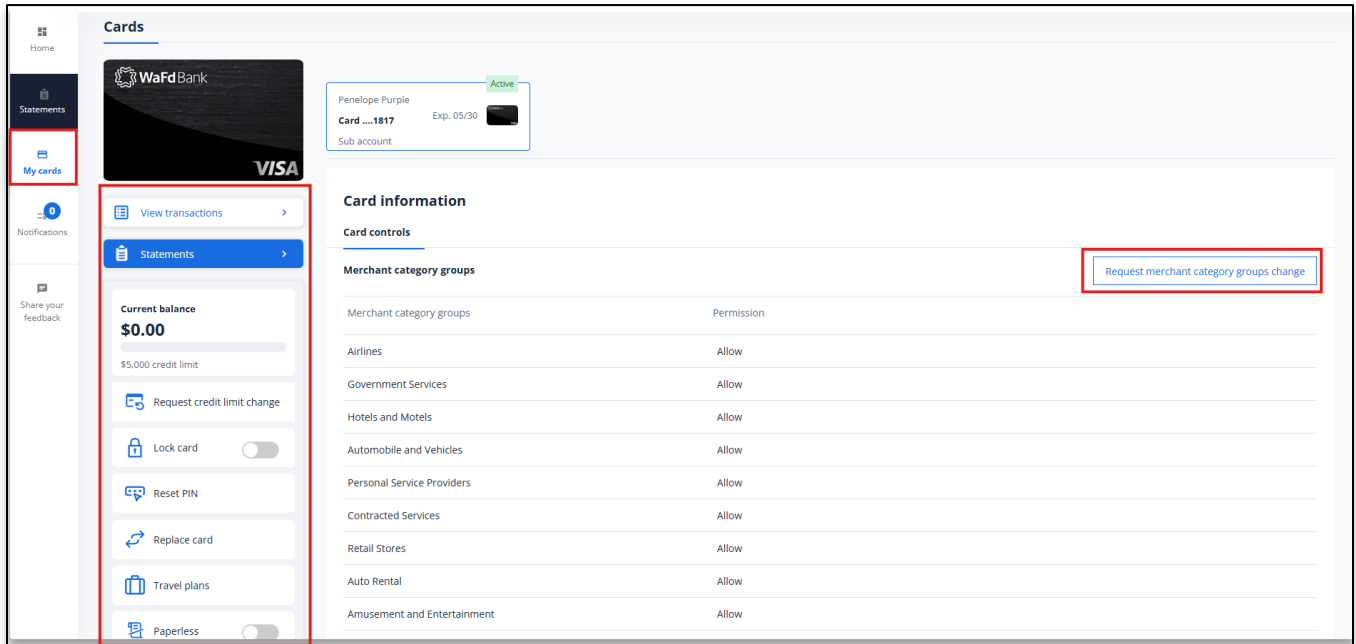 Home
Statements
My cards
0
Notifications
Share your
feedback
Cards
WaFd Bank
VISA
View transactions
Statements
Current balance
$0.00
$5,000 credit limit
Request credit limit change
Lock card
Reset PIN
Replace card
Travel plans
Paperless
Active
Penelope Purple
Card ....1817 Exp. 05/30
Sub account
Card information
Card controls
Merchant category groups
Request merchant category groups change
Merchant category groups Permission
Airlines Allow
Government Services Allow
Hotels and Motels Allow
Automobile and Vehicles Allow
Personal Service Providers Allow
Contracted Services Allow
Retail Stores Allow
Auto Rental Allow
Amusement and Entertainment Allow